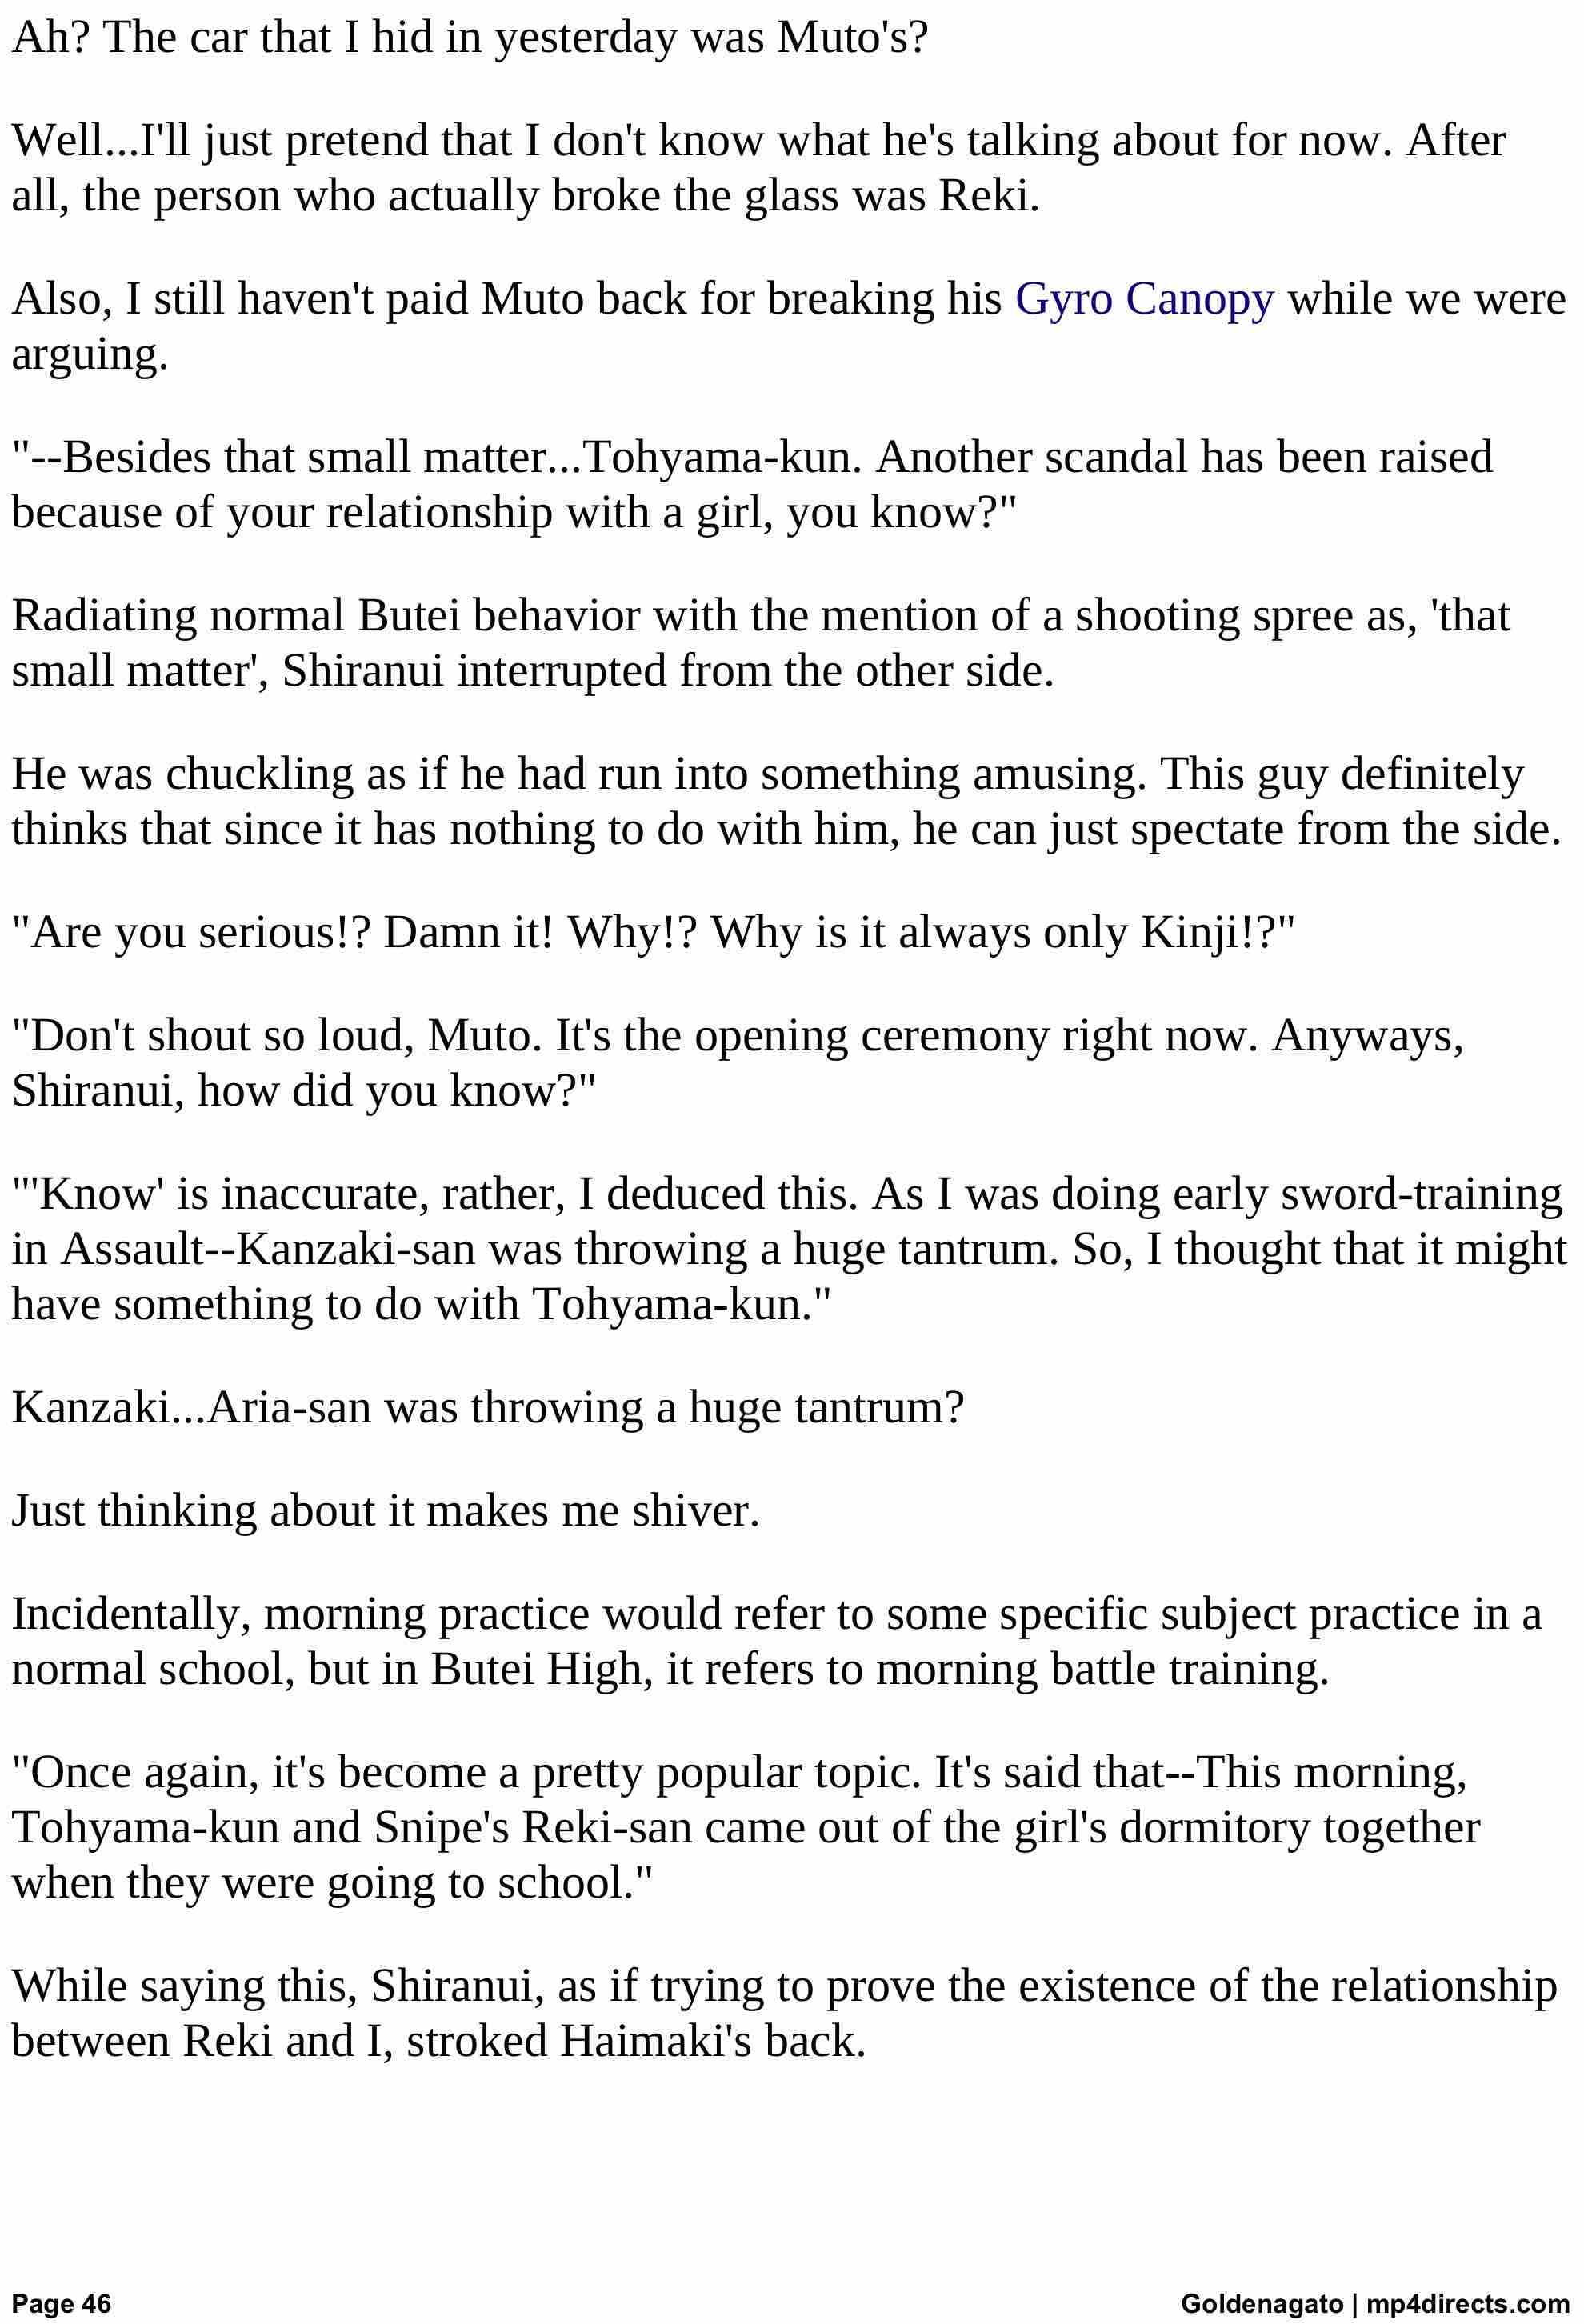 Ah? The car that I hid in yesterday was Muto's?
Well...I'll just pretend that I don't know what he's talking about for now. After
all, the person who actually broke the glass was Reki.
Also, I still haven't paid Muto back for breaking his Gyro Canopy while we were
arguing.
"--Besides that small matter...Tohyama-kun. Another scandal has been raised
because of your relationship with a girl, you know?"
Radiating normal Butei behavior with the mention of a shooting spree as, 'that
small matter', Shiranui interrupted from the other side.
He was chuckling as if he had run into something amusing. This guy definitely
thinks that since it has nothing to do with him, he can just spectate from the side.
"Are you serious!? Damn it! Why!? Why is it always only Kinji!?"
"Don't shout so loud, Muto. It's the opening ceremony right now. Anyways,
Shiranui, how did you know?"
"'Know' is inaccurate, rather, I deduced this. As I was doing early sword-training
in Assault--Kanzaki-san was throwing a huge tantrum. So, I thought that it might
have something to do with Tohyama-kun."
Kanzaki...Aria-san was throwing a huge tantrum?
Just thinking about it makes me shiver.
Incidentally, morning practice would refer to some specific subject practice in a
normal school, but in Butei High, it refers to morning battle training.
"Once again, it's become a pretty popular topic. It's said that--This morning,
Tohyama-kun and Snipe's Reki-san came out of the girl's dormitory together
when they were going to school."
While saying this, Shiranui, as if trying to prove the existence of the relationship
between Reki and I, stroked Haimaki's back.
Page 46
Goldenagato | mp4directs.com